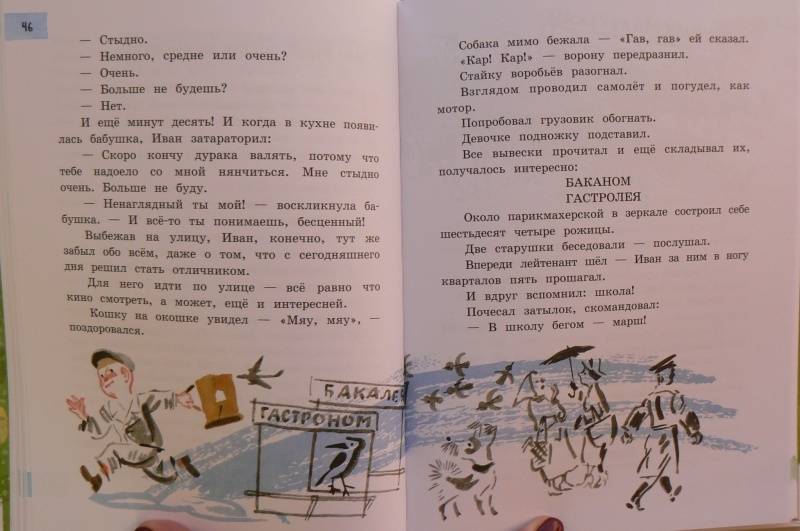 46
— Стыдно.
— Немного, средне или очень?
— Очень.
— Больше не будешь?
— Нет.
И ещё минут десять! И когда в кухне появи-
лась бабушка, Иван затараторил:
— Скоро кончу дурака валять, потому что
тебе надоело со мной нянчиться. Мне стыдно
очень. Больше не буду.
— Ненаглядный ты мой! — воскликнула ба-
бушка. — И всё-то ты понимаешь, бесценный!
Выбежав на улицу, Иван, конечно, тут же
забыл обо всём, даже о том, что с сегодняшнего
дня решил стать отличником.
Для него идти по улице — всё равно что
кино смотреть, а может, ещё и интересней.
Кошку на окошке увидел — «Мяу, мяу», —
поздоровался.
БАКАЛЕ
ГАСТРОНОМ
Собака мимо бежала — «Гав, гав» ей сказал.
«Кар! Кар!» — ворону передразнил.
Стайку воробьёв разогнал.
Взглядом проводил самолёт и погудел, как
мотор.
Попробовал грузовик обогнать.
Девочке подножку подставил.
Все вывески прочитал и ещё складывал их,
получалось интересно:
БАКАНОМ
ГАСТРОЛЕЯ
Около парикмахерской в зеркале состроил себе
шестьдесят четыре рожицы.
Две старушки беседовали — послушал.
Впереди лейтенант шёл — Иван за ним в ногу
кварталов пять прошагал.
И вдруг вспомнил: школа!
Почесал затылок, скомандовал:
— В школу бегом — марш!